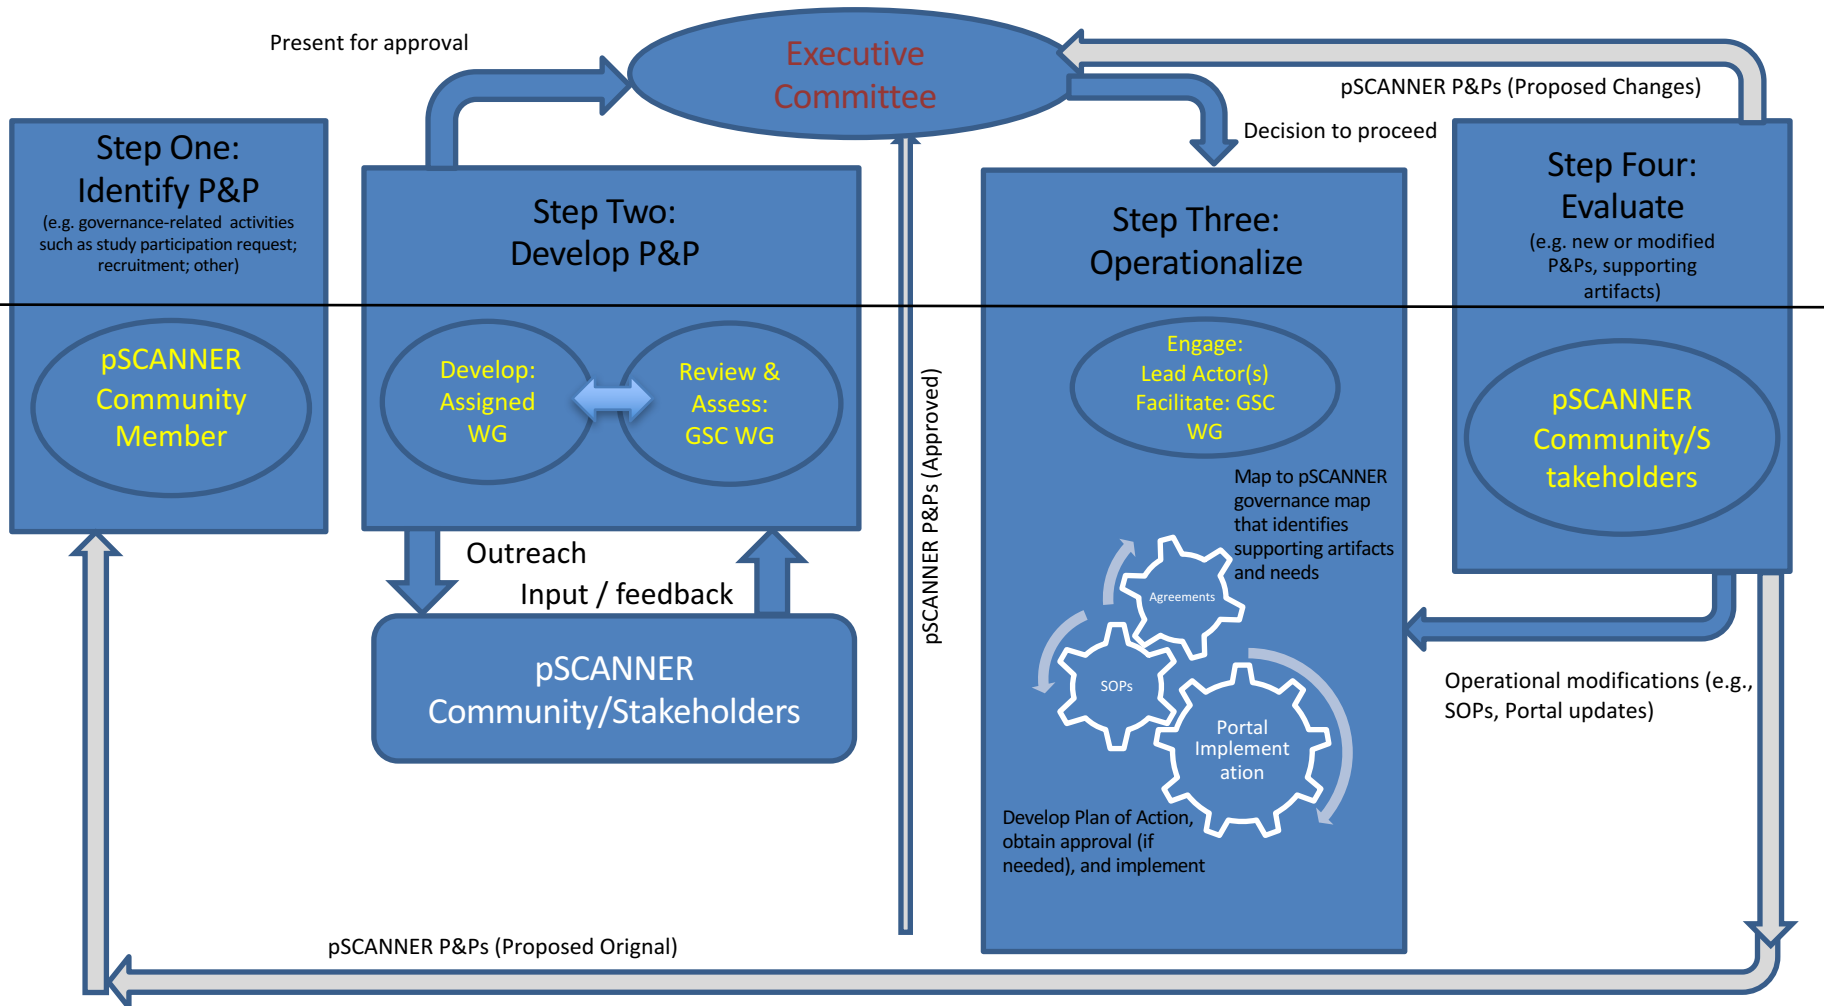 Present for approval
Executive
Committee
pSCANNER P&Ps (Proposed Changes)
Decision to proceed
Step One:
Identify P&P
(e.g. governance-related activities
such as study participation request;
recruitment; other)
pSCANNER
Community
Member
Step Two:
Develop P&P
Develop:
Assigned
WG
Review &
Assess:
GSC WG
Outreach
Input / feedback
pSCANNER
Community/Stakeholders
pSCANNER P&Ps (Approved)
Step Three:
Operationalize
Engage:
Lead Actor(s)
Facilitate: GSC
WG
Map to pSCANNER
governance map
that identifies
supporting artifacts
and needs
Agreements
SOPs
Portal
Implement
ation
Develop Plan of Action,
obtain approval (if
needed), and implement
Step Four:
Evaluate
(e.g. new or modified
P&Ps, supporting
artifacts)
pSCANNER
Community/S
takeholders
Operational modifications (e.g.,
SOPs, Portal updates)
pSCANNER P&Ps (Proposed Orignal)